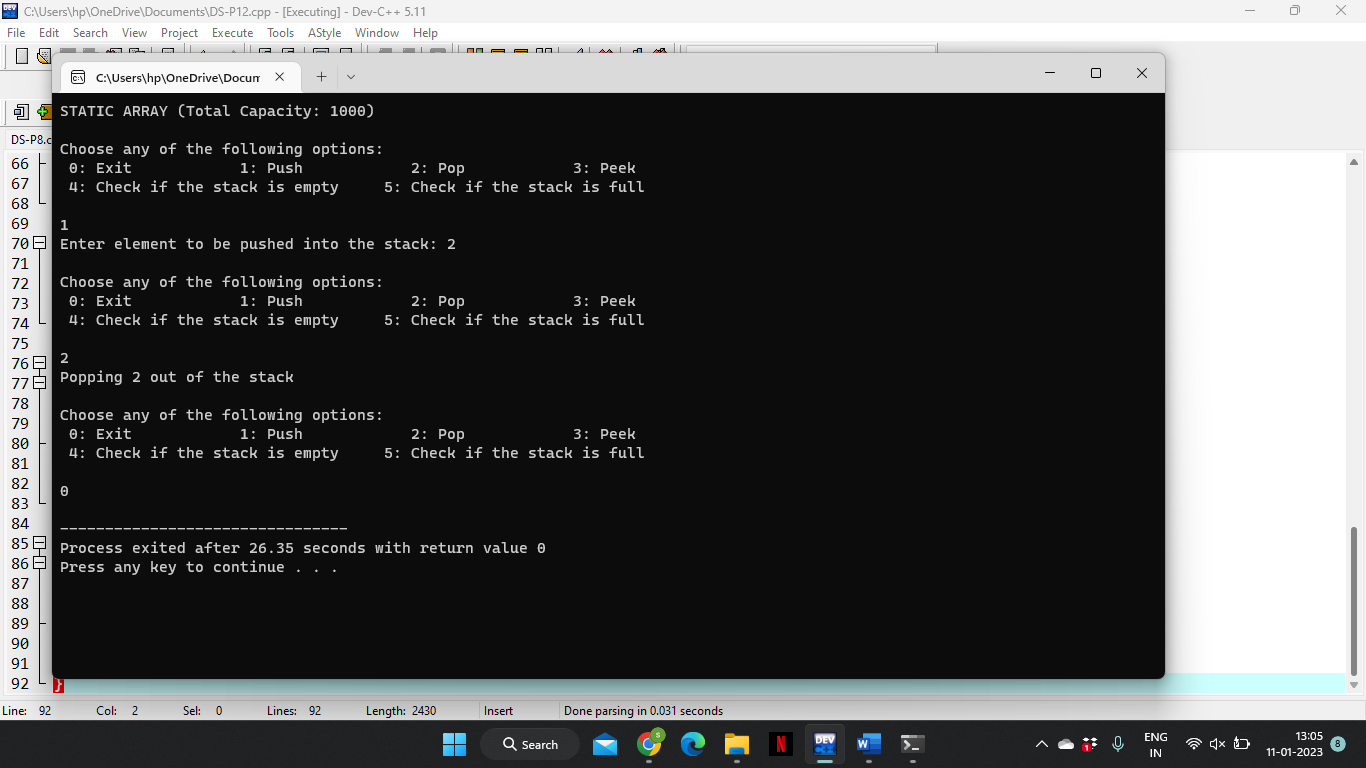 C:\Users\hp\OneDrive\Documents\DS-P12.cpp - [Executing] - Dev-C++ 5.11
File Edit Search View Project Execute Tools AStyle Window Help
C:\Users\hp\OneDrive\Docum
DS-P8.c
STATIC ARRAY (Total Capacity: 1000)
Choose any of the following options:
0: Exit 1: Push 2: Pop 3: Peek
4: Check if the stack is empty 5: Check if the stack is full
1
Enter element to be pushed into the stack: 2
Choose any of the following options:
0: Exit 1: Push 2: Pop 3: Peek
4: Check if the stack is empty 5: Check if the stack is full
2
Popping 2 out of the stack
Choose any of the following options:
0: Exit 1: Push 2: Pop 3: Peek
4: Check if the stack is empty 5: Check if the stack is full
0
--------------------------------
Process exited after 26.35 seconds with return value 0
Press any key to continue . . .
66
67
68
69
70
71
72
73
74
75
76
77
78
79
80
81
82
83
84
85
86
87
88
89
90
91
92 }
Line: 92 Col: 2 Sel: 0 Lines: 92 Length: 2430 Insert Done parsing in 0.031 seconds
Search
S
N
DEV
C++
W
1
ENG
IN
13:05
11-01-2023
8